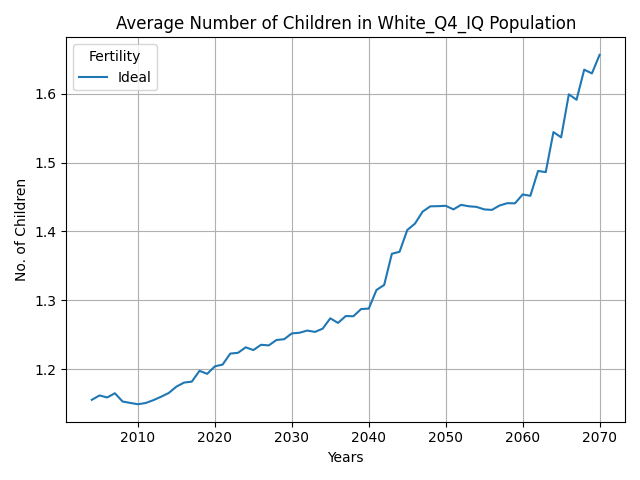 Average Number of Children in White_Q4_IQ Population
Fertility
Ideal
No. of Children
1.6
1.5
1.4
1.3
1.2
2010 2020 2030 2040 2050 2060 2070
Years